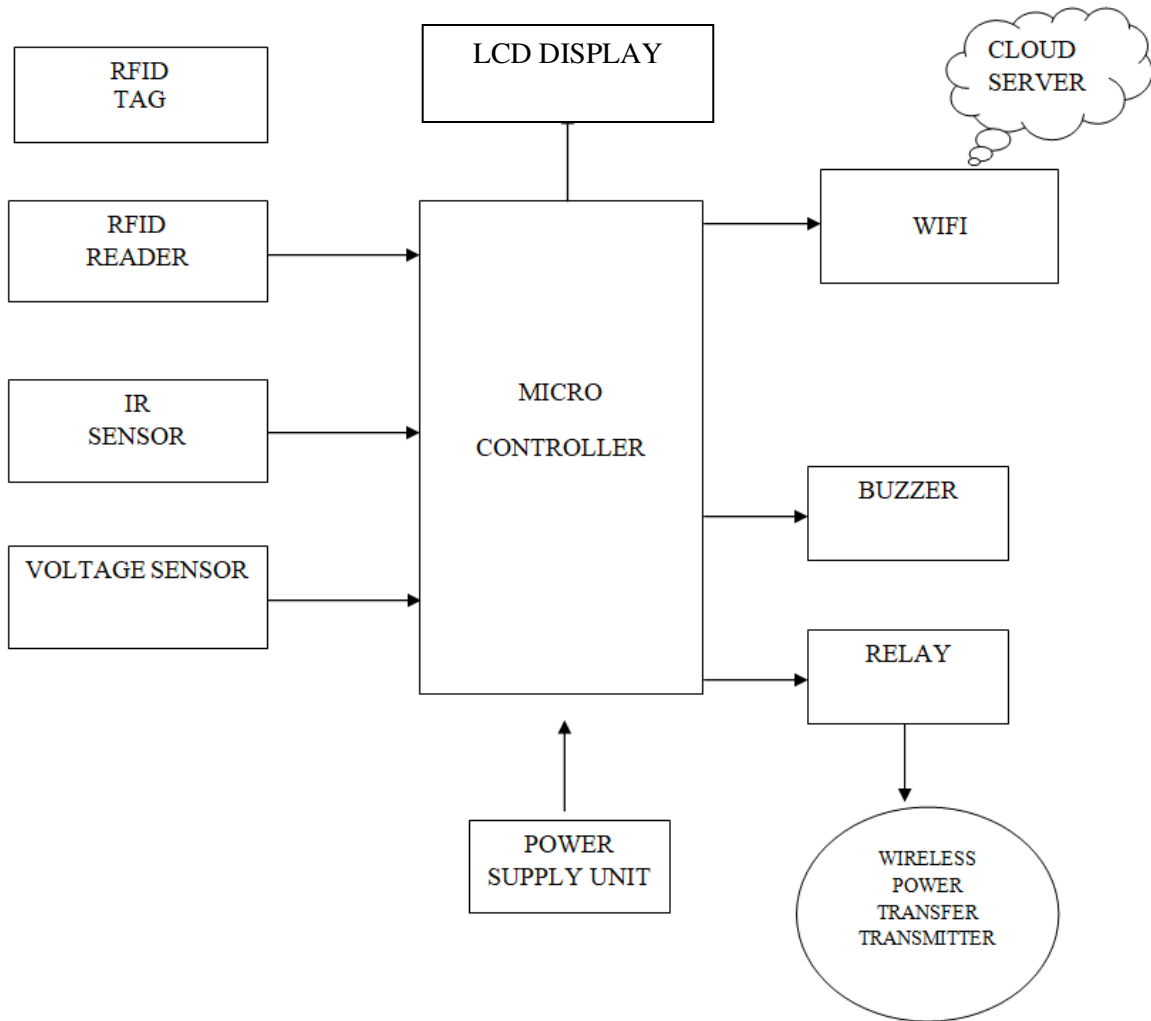 RFID
TAG
LCD DISPLAY
CLOUD
SERVER
RFID
READER
WIFI
IR
SENSOR
MICRO
CONTROLLER
BUZZER
VOLTAGE SENSOR
RELAY
POWER
SUPPLY UNIT
WIRELESS
POWER
TRANSFER
TRANSMITTER